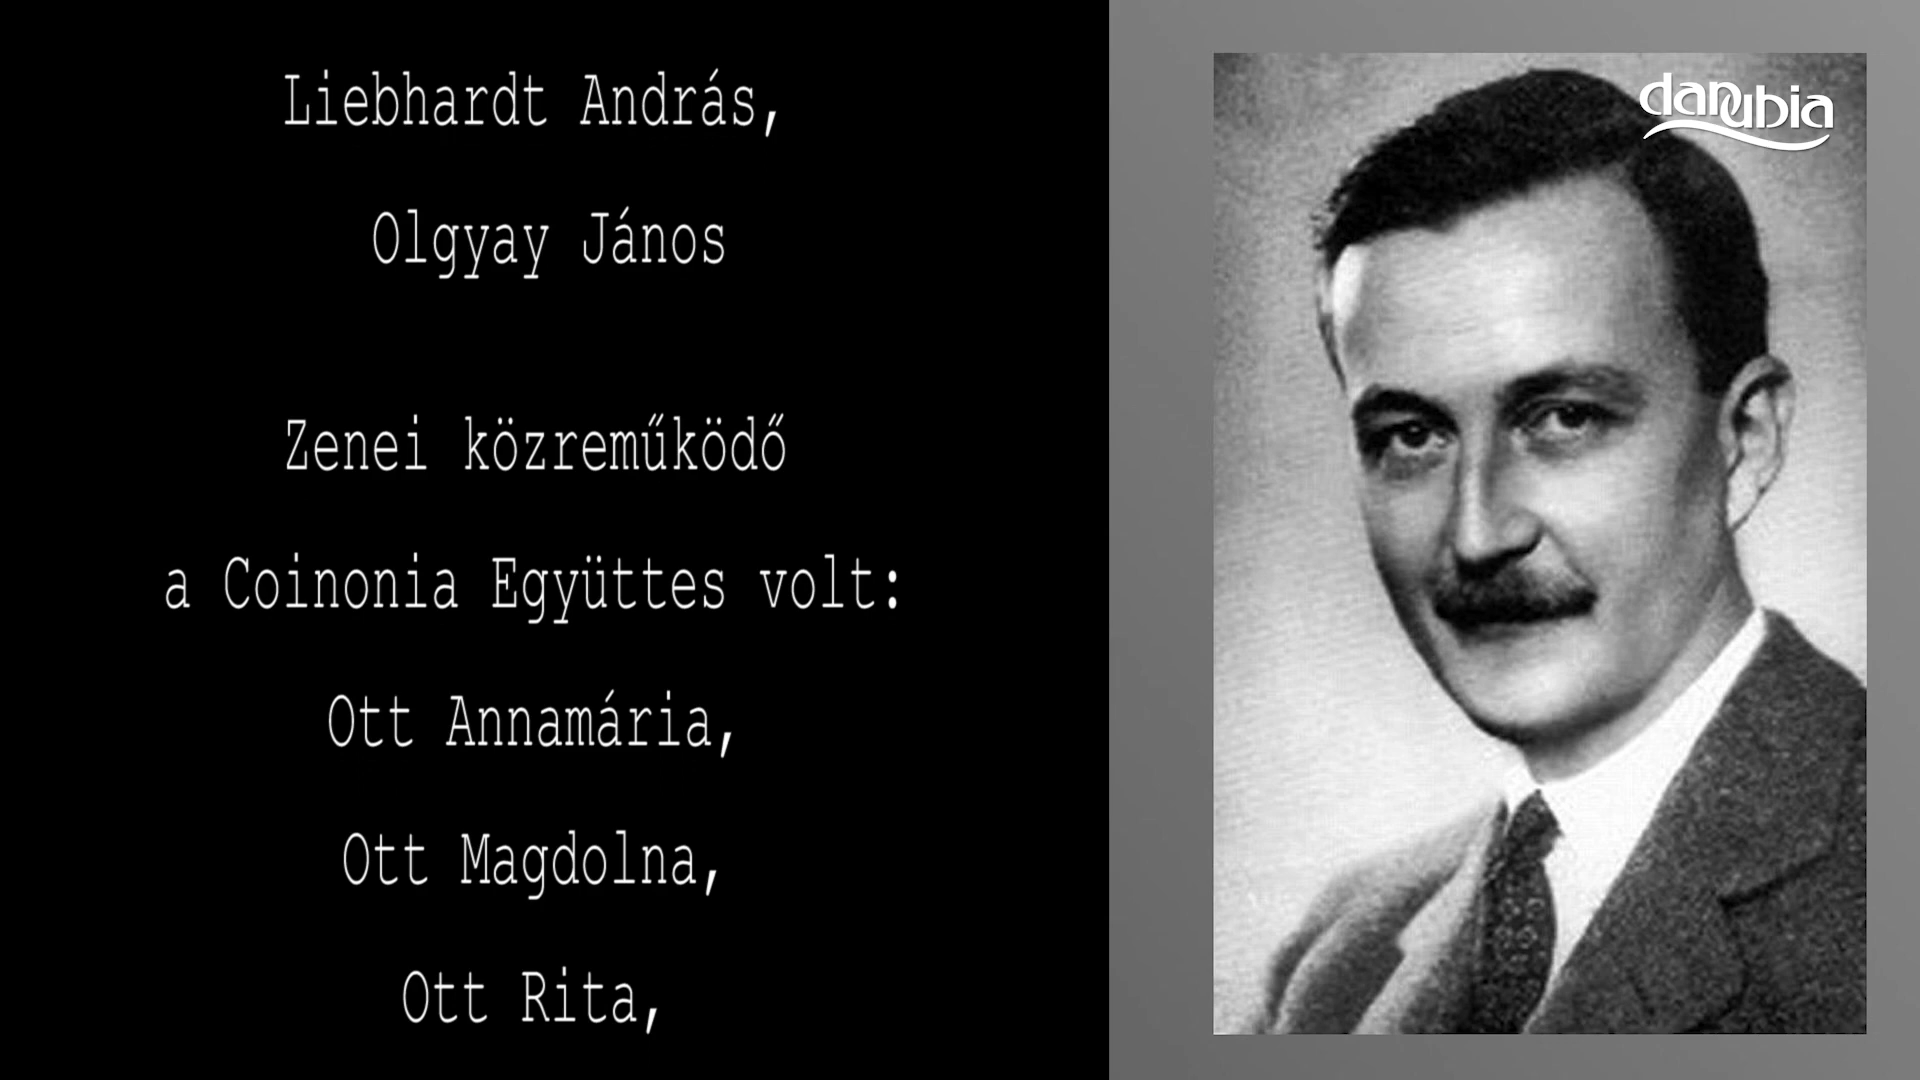 Liebhardt András,
Olgyay János
Zenei közreműködő
a Coinonia Együttes volt:
Ott Annamária,
Ott Magdolna,
Ott Rita,
danubia